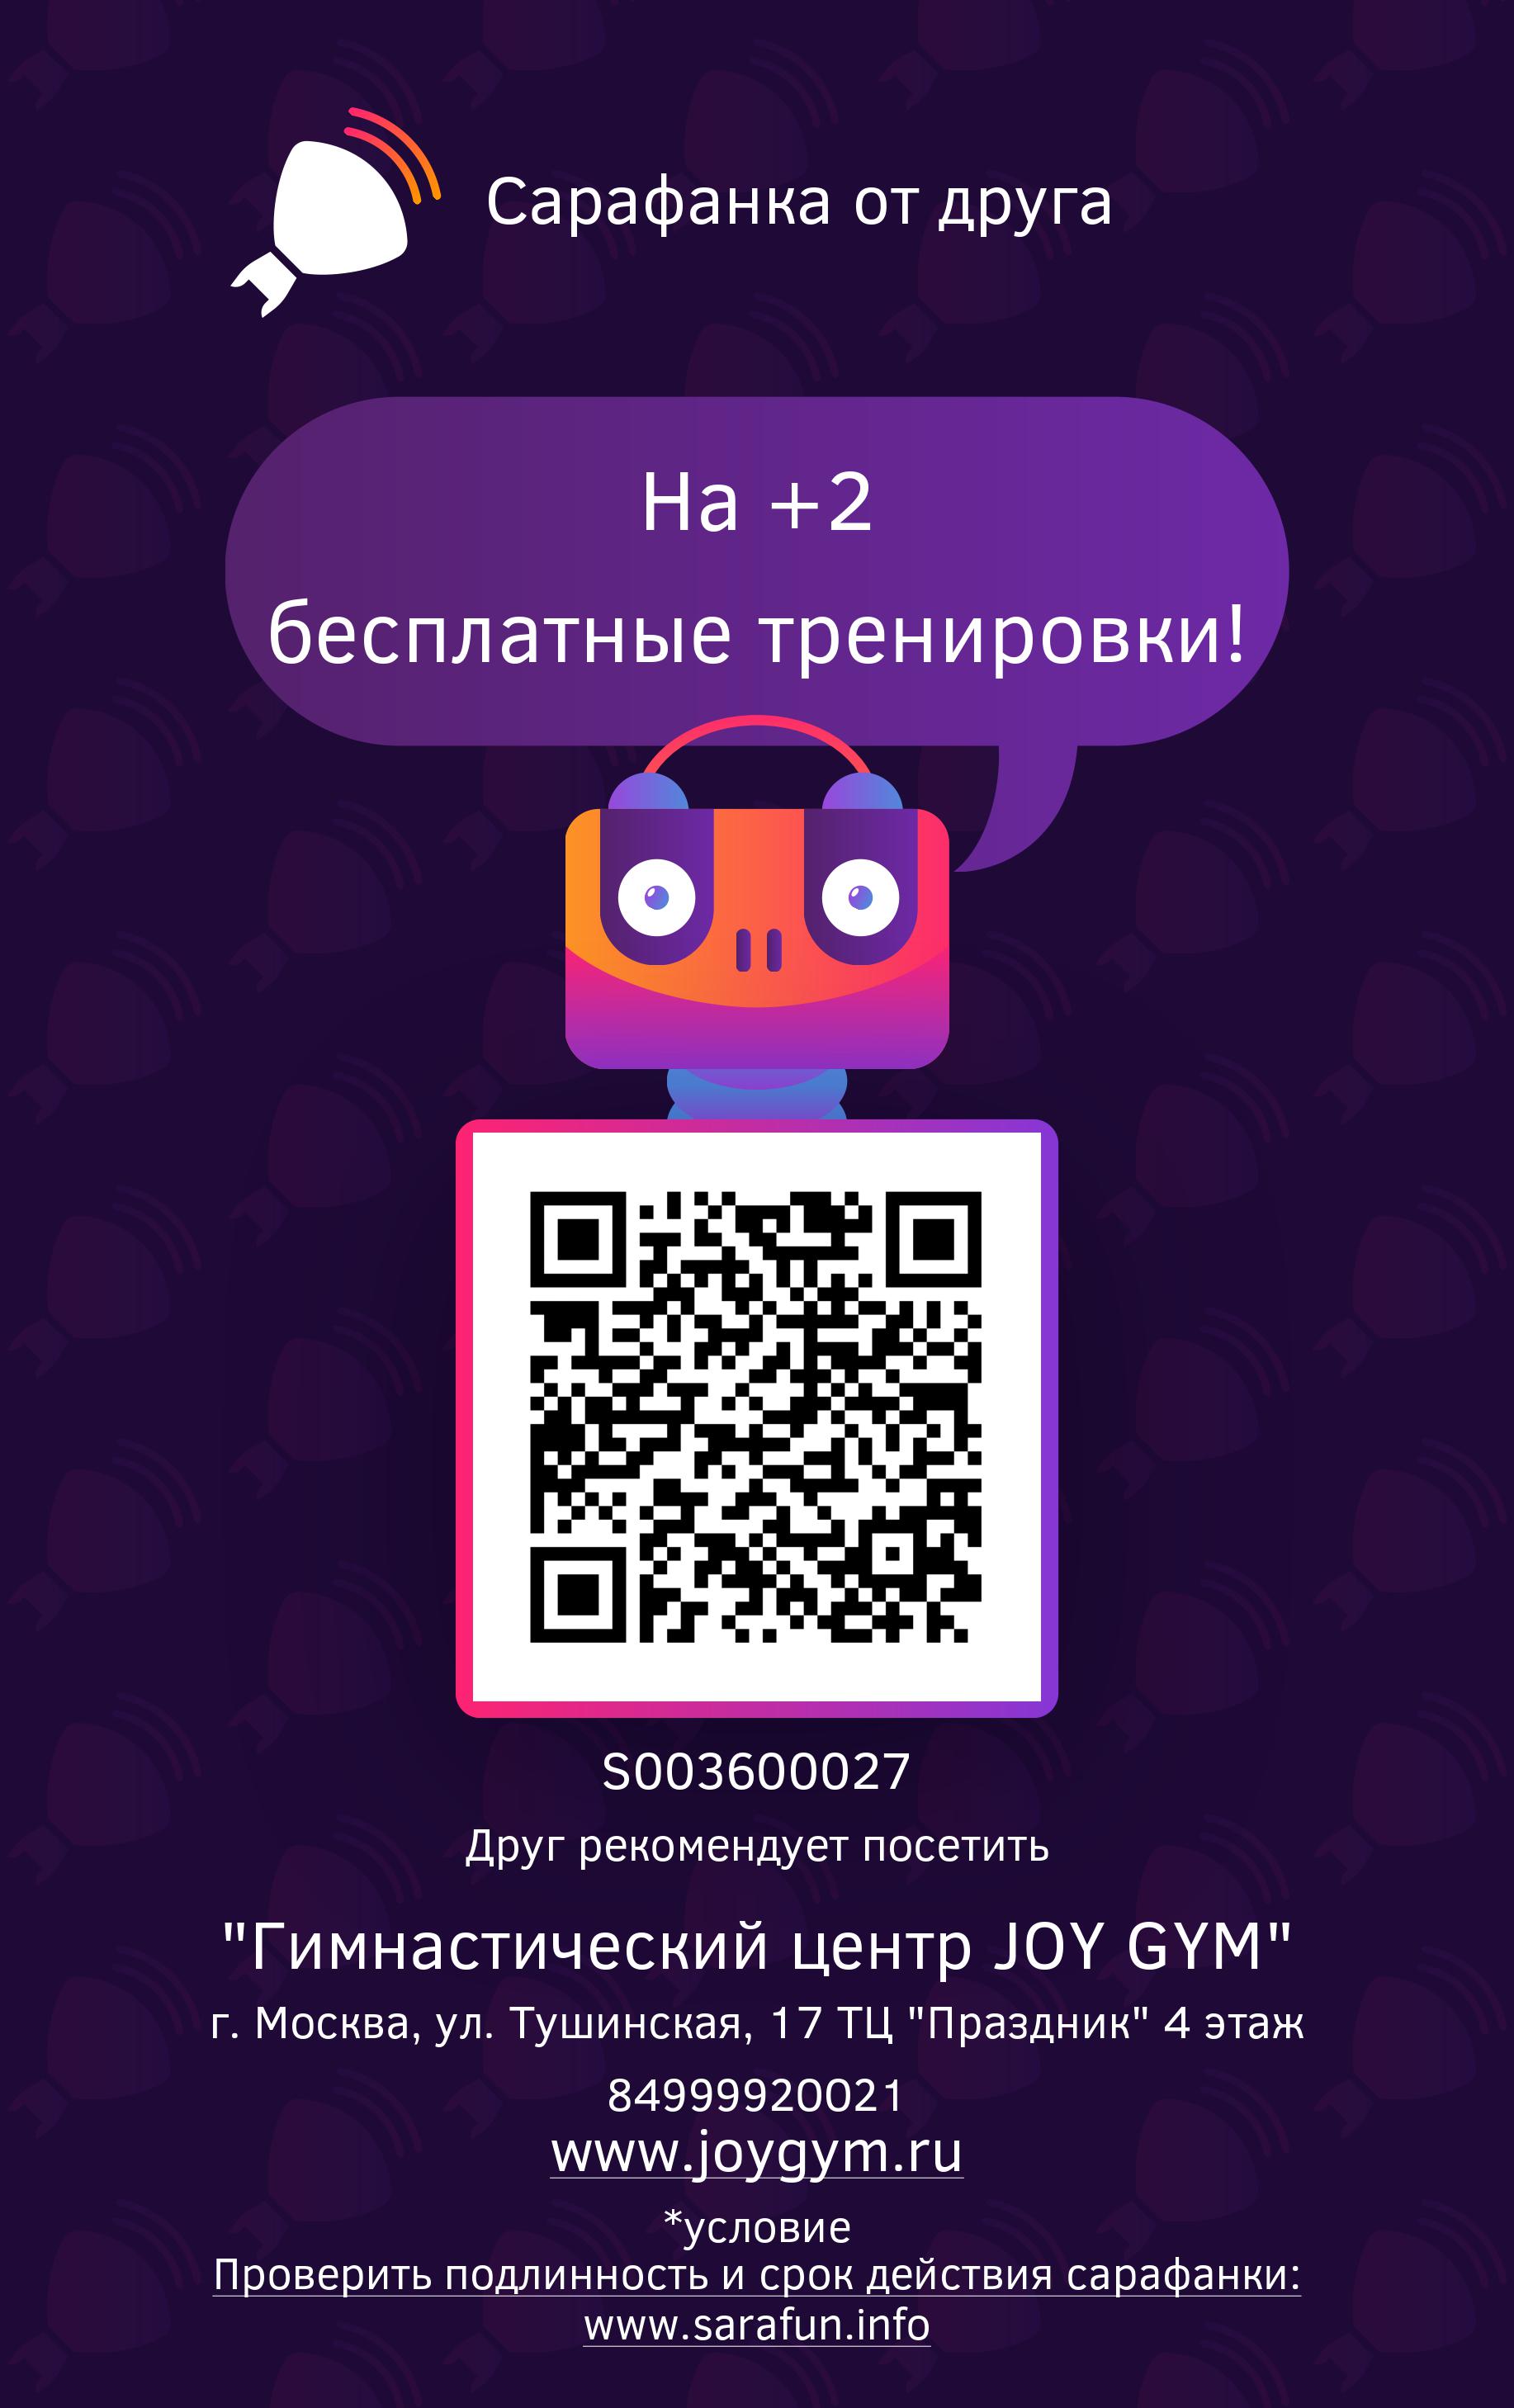 Сарафанка от друга
На +2
бесплатные тренировки!
S003600027
Друг рекомендует посетить
"Гимнастический центр JOY GYM"
г. Москва, ул. Тушинская, 17 ТЦ "Праздник" 4 этаж
84999920021
www.joygym.ru
*условие
Проверить подлинность и срок действия сарафанки:
www.sarafun.info